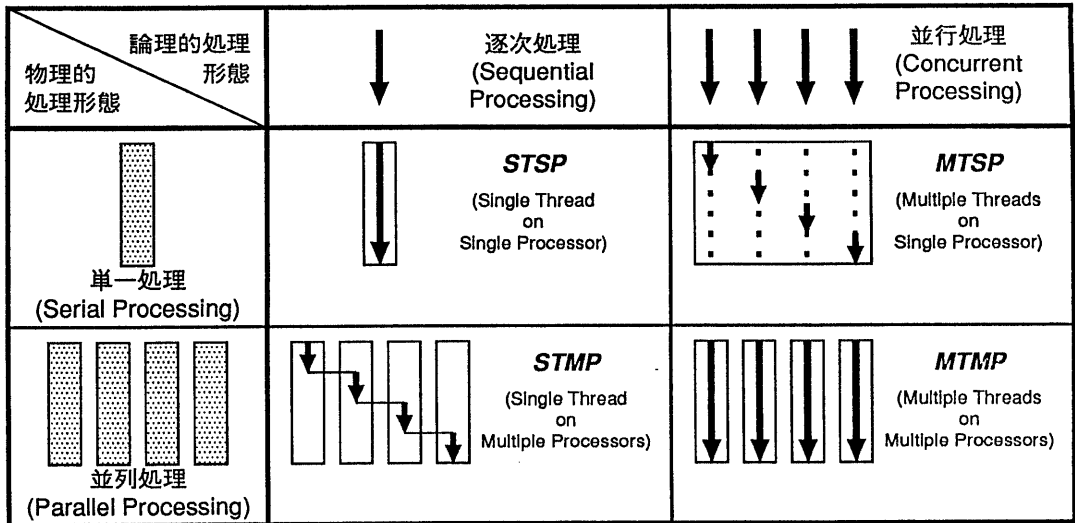 論理的処理
形態
物理的
処理形態
逐次処理
(Sequential
Processing)
並行処理
(Concurrent
Processing)
単一処理
(Serial Processing)
STSP
(Single Thread
on
Single Processor)
MTSP
(Multiple Threads
on
Single Processor)
並列処理
(Parallel Processing)
STMP
(Single Thread
on
Multiple Processors)
MTMP
(Multiple Threads
on
Multiple Processors)